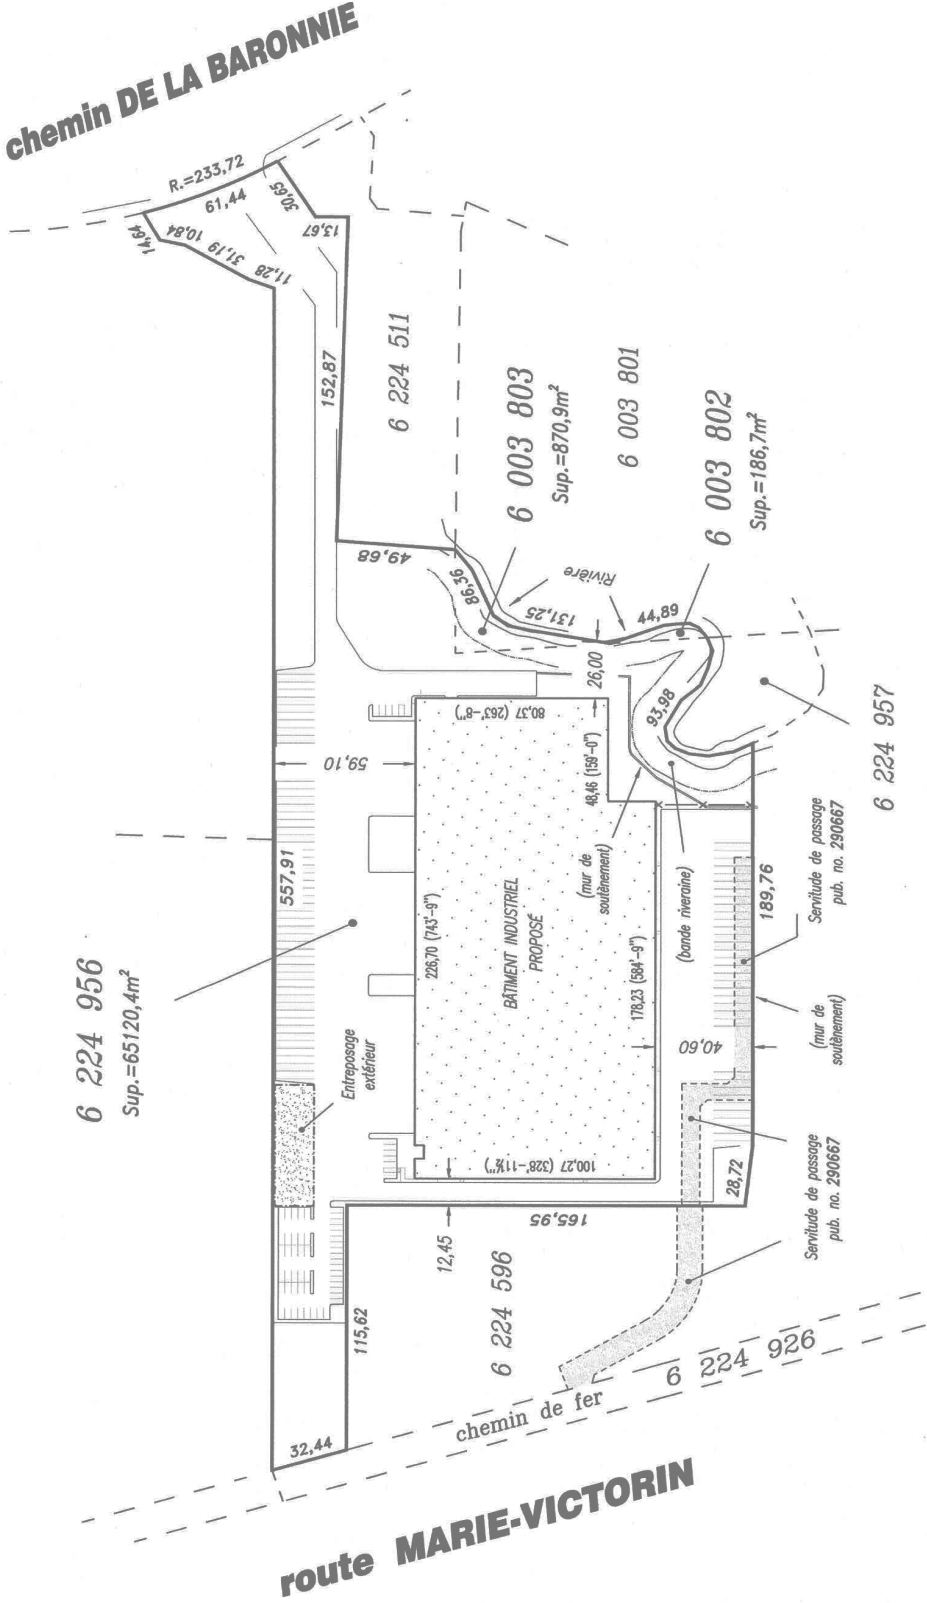 chemin DE LA BARONNIE
R.=233,72
61,44
30,65
13,67
14,64
10,84
31,19
11,28
152,87
6 224 511
6 003 803
Sup.=870,9m²
6 003 801
6 003 802
Sup.=186,7m²
49,68
86,36
Rivière
131,25
44,89
26,00
93,98
6 224 957
80,37 (263'-8")
59,10
48,46 (159'-0")
557,91
(mur de
soutènement)
226,70 (743'-9")
BÂTIMENT INDUSTRIEL
PROPOSÉ
178,23 (584'-9")
(bande riveraine)
189,76
Servitude de passage
pub. no. 290667
6 224 956
Sup.=65120,4m²
Entreposage
extérieur
40,60
(mur de
soutènement)
100,27 (328'-11½")
28,72
Servitude de passage
pub. no. 290667
165,95
12,45
6 224 596
115,62
32,44
chemin de fer
6 224 926
route MARIE-VICTORIN